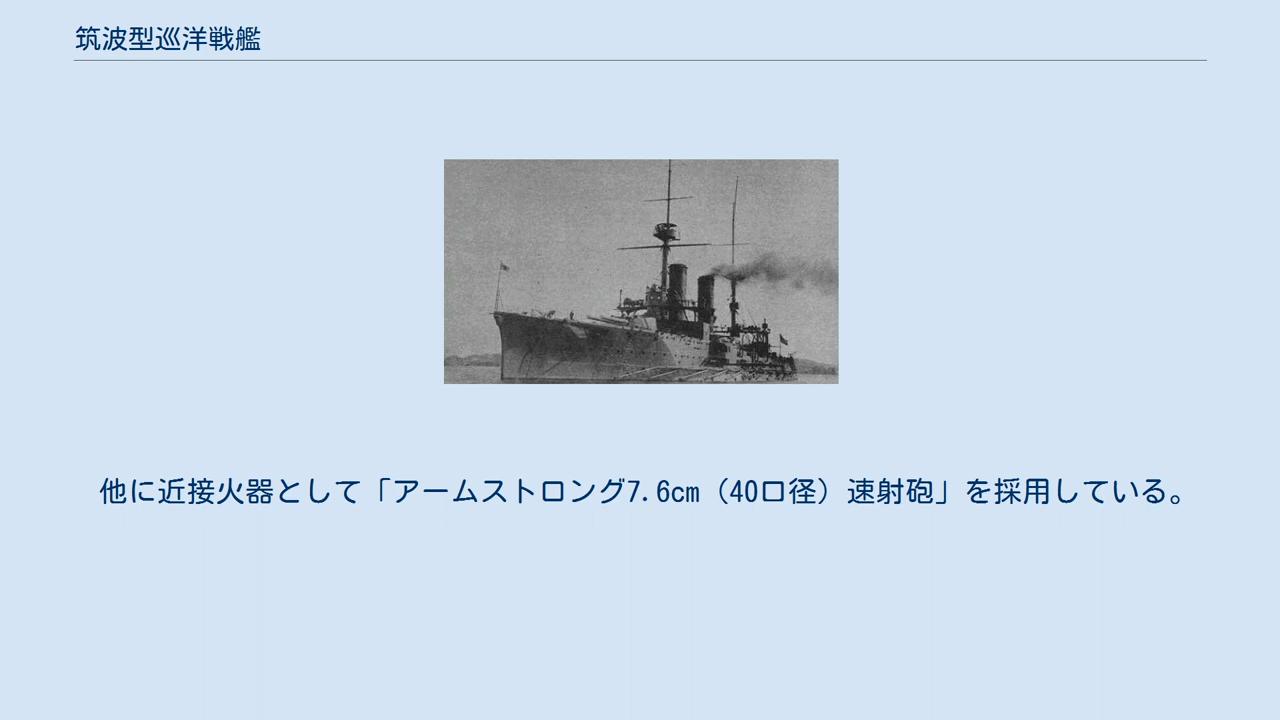 筑波型巡洋戦艦
他に近接火器として「アームストロング7.6cm（40口径）速射砲」を採用している。